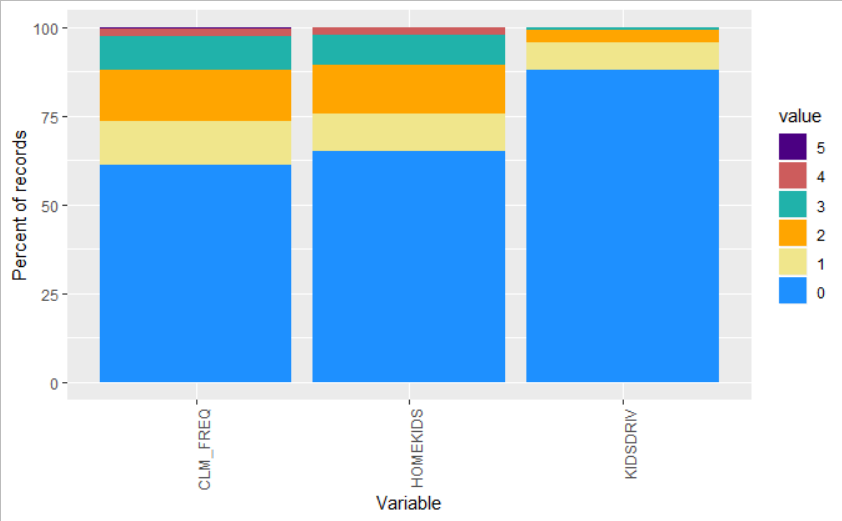 Percent of records
100
75
50
25
0
CLM_FREQ
HOMEKIDS
KIDSDRIV
Variable
value
5
4
3
2
1
0